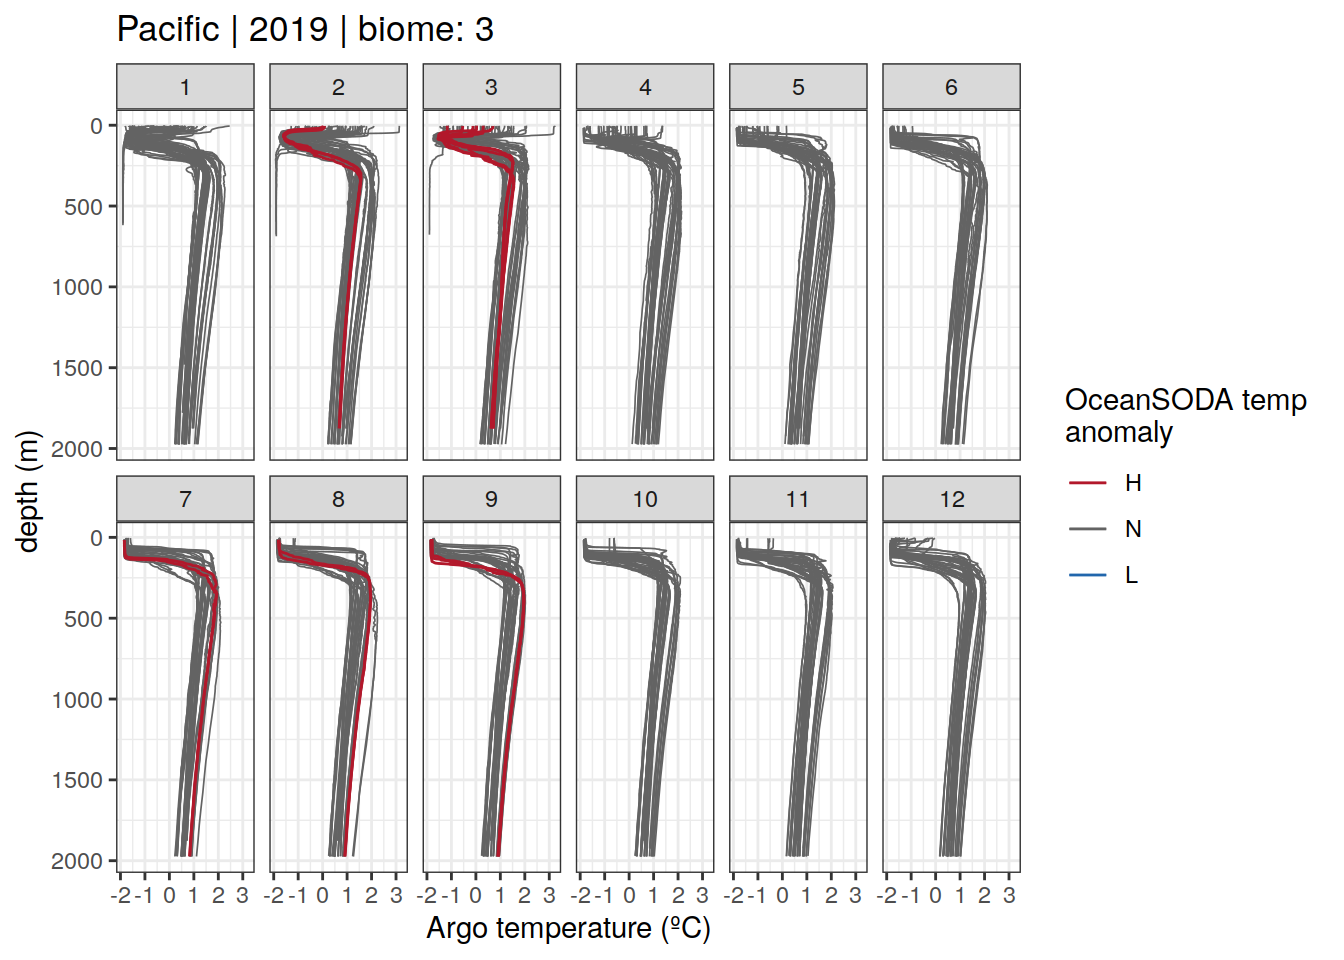 Pacific | 2019 | biome: 3
1 2 3 4 5 6
0
500
1000
1500
2000
7 8 9 10 11 12
0
500
1000
1500
2000
-2 -1 0 1 2 3 -2 -1 0 1 2 3 -2 -1 0 1 2 3 -2 -1 0 1 2 3 -2 -1 0 1 2 3 -2 -1 0 1 2 3
Argo temperature (ºC)
depth (m)
OceanSODA temp
anomaly
H
N
L